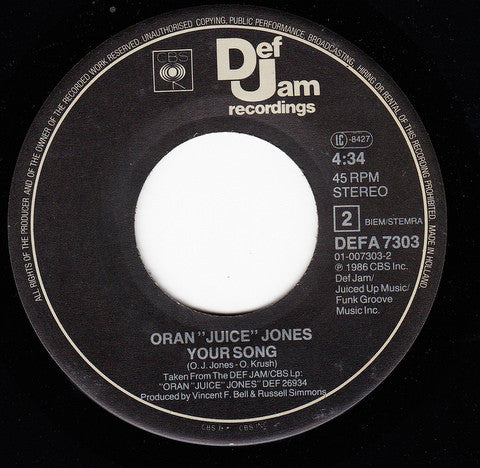 ALL RIGHTS OF THE PRODUCER AND OF THE OWNER OF THE RECORDED WORK RESERVED. UNAUTHORISED COPYING, PUBLIC PERFORMANCE, BROADCASTING, HIRING OR RENTAL OF THIS RECORDING PROHIBITED. MADE IN HOLLAND
CBS
Def
Jam
recordings
LC -8427
4:34
45 RPM
STEREO
2 BIEM/STEMRA
DEFA 7303
01-007303-2
℗ 1986 CBS Inc.
Def Jam/
Juiced Up Music/
Funk Groove
Music Inc.
ORAN "JUICE" JONES
YOUR SONG
(O. J. Jones - O. Krush)
Taken From The DEF JAM/CBS Lp:
"ORAN "JUICE" JONES" DEF 26934
Produced by Vincent F. Bell & Russell Simmons